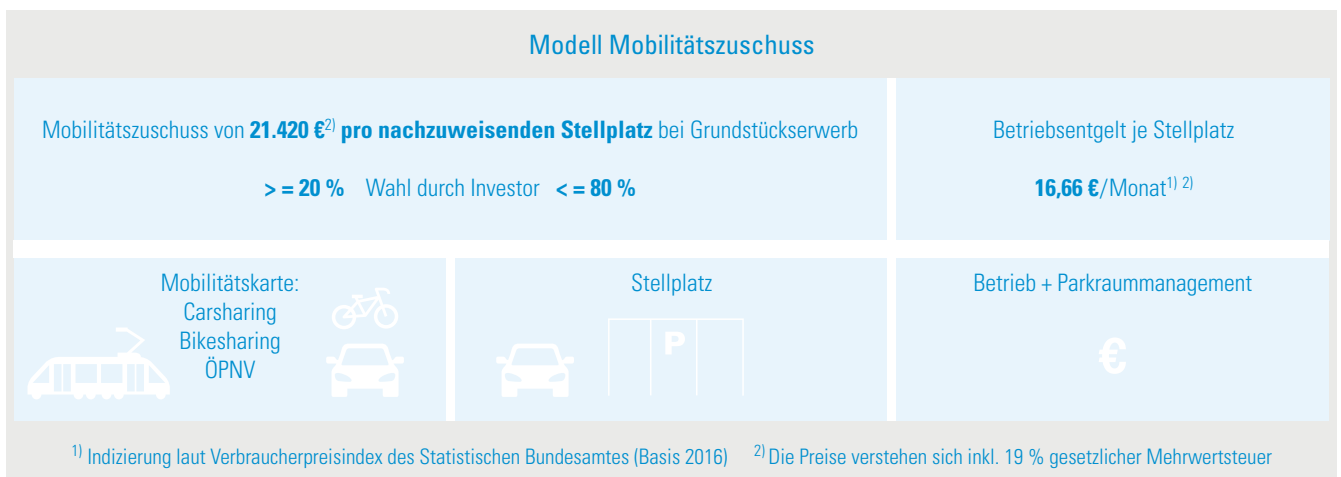 Modell Mobilitätszuschuss
Mobilitätszuschuss von 21.420 €2) pro nachzuweisenden Stellplatz bei Grundstückserwerb
> = 20 % Wahl durch Investor < = 80 %
Betriebsentgelt je Stellplatz
16,66 €/Monat1) 2)
Mobilitätskarte:
Carsharing
Bikesharing
ÖPNV
Stellplatz
P
Betrieb + Parkraummanagement
€
1) Indizierung laut Verbraucherpreisindex des Statistischen Bundesamtes (Basis 2016) 2) Die Preise verstehen sich inkl. 19 % gesetzlicher Mehrwertsteuer